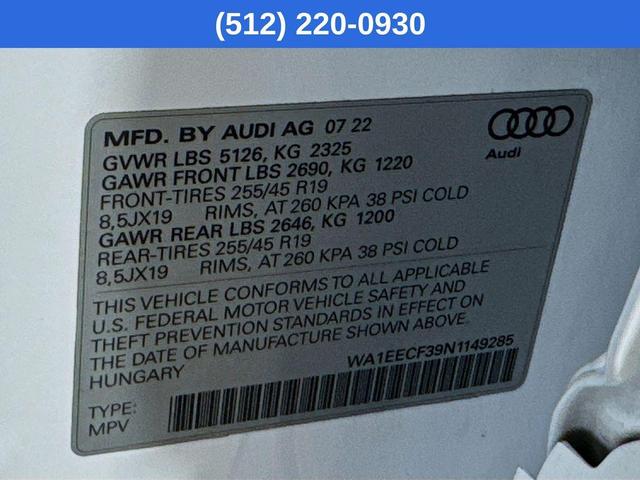 (512) 220-0930
MFD. BY AUDI AG 07 22
GVWR LBS 5126, KG 2325
GAWR FRONT LBS 2690, KG 1220
FRONT-TIRES 255/45 R19
8,5JX19 RIMS, AT 260 KPA 38 PSI COLD
GAWR REAR LBS 2646, KG 1200
REAR-TIRES 255/45 R19
8,5JX19 RIMS, AT 260 KPA 38 PSI COLD
Audi
THIS VEHICLE CONFORMS TO ALL APPLICABLE
U.S. FEDERAL MOTOR VEHICLE SAFETY AND
THEFT PREVENTION STANDARDS IN EFFECT ON
THE DATE OF MANUFACTURE SHOWN ABOVE.
HUNGARY
WA1EECF39N1149285
TYPE:
MPV